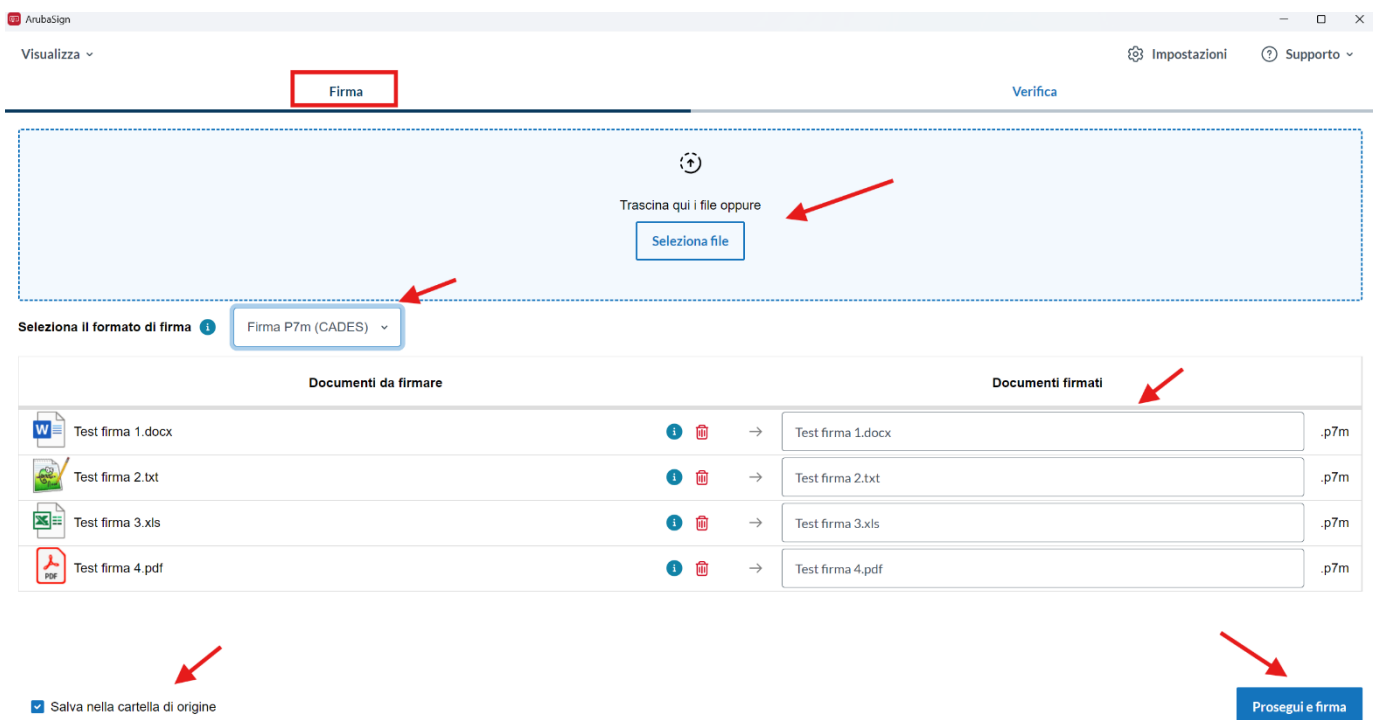 ArubaSign
Visualizza
Impostazioni
Supporto
Firma
Verifica
Trascina qui i file oppure
Seleziona file
Seleziona il formato di firma
Firma P7m (CADES)
Documenti da firmare
Documenti firmati
Test firma 1.docx
Test firma 1.docx
.p7m
Test firma 2.txt
Test firma 2.txt
.p7m
Test firma 3.xls
Test firma 3.xls
.p7m
PDF
Test firma 4.pdf
Test firma 4.pdf
.p7m
Salva nella cartella di origine
Prosegui e firma